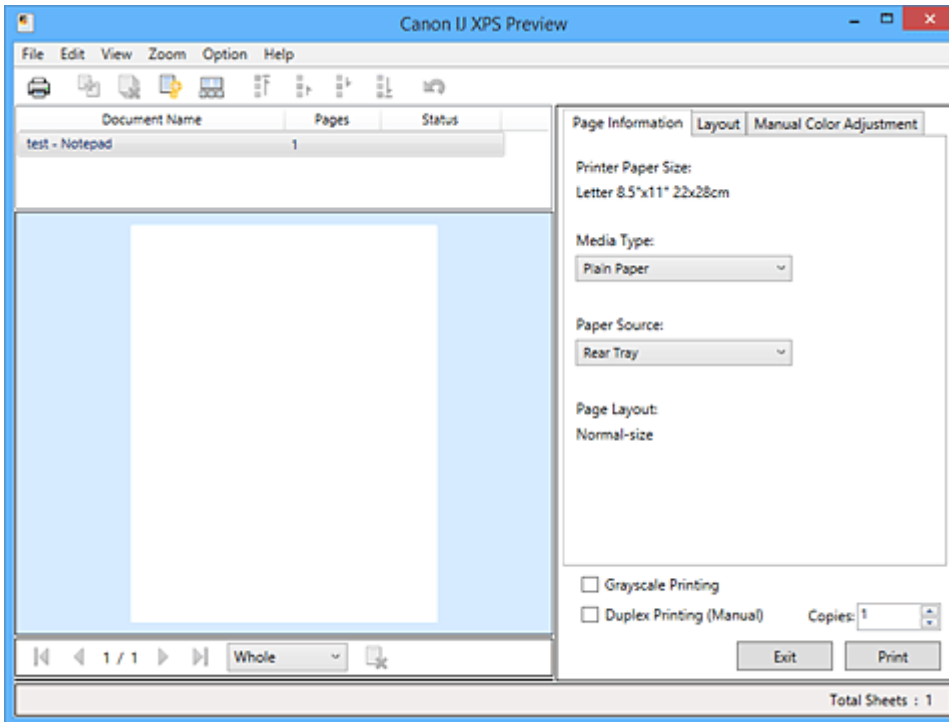 Canon IJ XPS Preview
File Edit View Zoom Option Help
Document Name Pages Status
test - Notepad 1
Page Information Layout Manual Color Adjustment
Printer Paper Size:
Letter 8.5"x11" 22x28cm
Media Type:
Plain Paper
Paper Source:
Rear Tray
Page Layout:
Normal-size
Grayscale Printing
Duplex Printing (Manual) Copies: 1
1 / 1 Whole
Exit Print
Total Sheets : 1